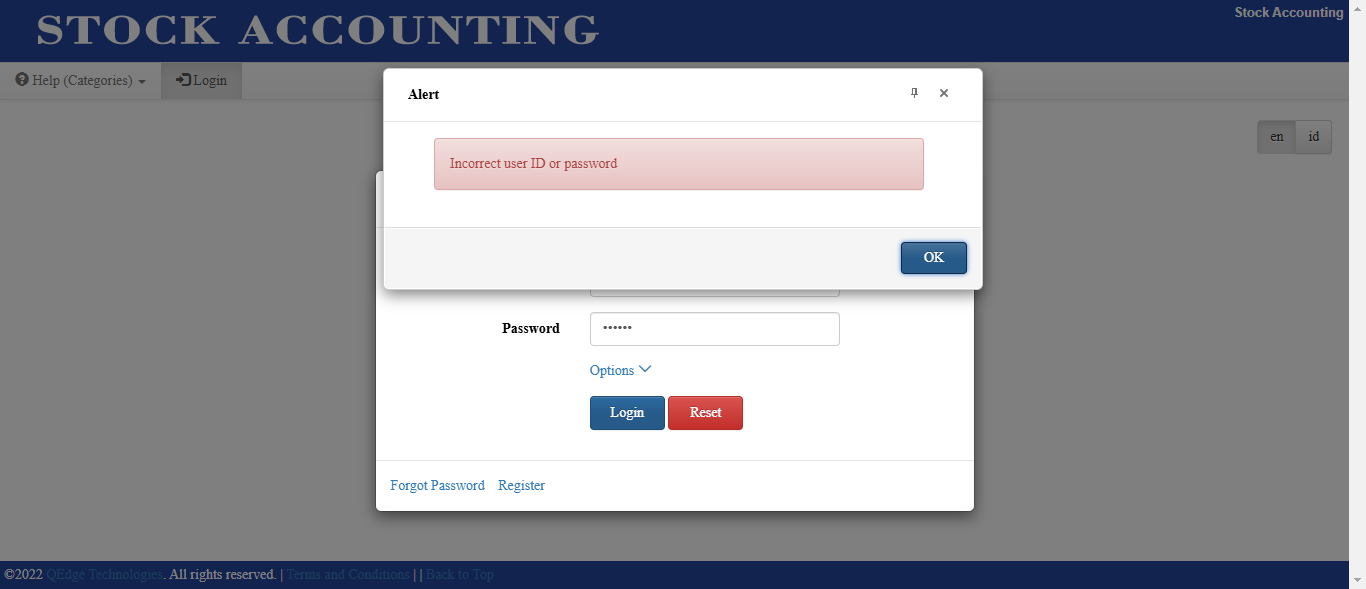 STOCK ACCOUNTING
Stock Accounting
Help (Categories)
Login
en
id
Alert
Incorrect user ID or password
OK
Password
••••••
Options
Login
Reset
Forgot Password
Register
©2022 QEdge Technologies. All rights reserved. | Terms and Conditions | | Back to Top